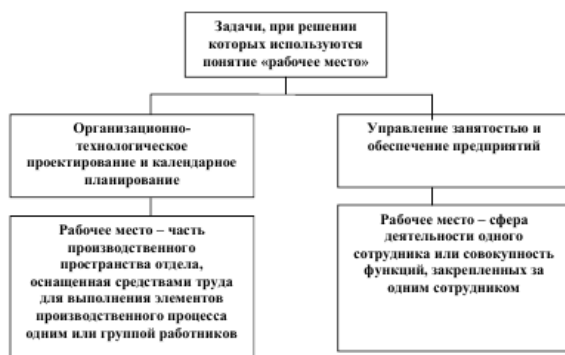 Задачи, при решении
которых используются
понятие «рабочее место»
Организационно-
технологическое
проектирование и календарное
планирование
Управление занятостью и
обеспечение предприятий
Рабочее место – часть
производственного
пространства отдела,
оснащенная средствами труда
для выполнения элементов
производственного процесса
одним или группой работников
Рабочее место – сфера
деятельности одного
сотрудника или совокупность
функций, закрепленных за
одним сотрудником